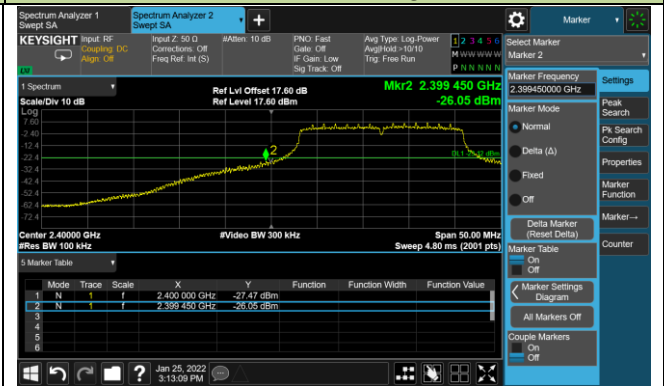 Spectrum Analyzer 1
Swept SA
Spectrum Analyzer 2
Swept SA
+
Marker
KEYSIGHT
Input: RF
Coupling: DC
Align: Off
Input Z: 50 Ω
Corrections: Off
Freq Ref: Int (S)
#Atten: 10 dB
PNO: Fast
Gate: Off
IF Gain: Low
Sig Track: Off
Avg Type: Log-Power
Avg|Hold:>10/10
Trig: Free Run
1 2 3 4 5 6
M W W W W W
P N N N N N
Select Marker
Marker 2
1 Spectrum
Scale/Div 10 dB
Log
Ref Lvl Offset 17.60 dB
Ref Level 17.60 dBm
Mkr2 2.399 450 GHz
-26.05 dBm
7.60
-2.40
-12.4
-22.4
-32.4
-42.4
-52.4
-62.4
-72.4
2
Center 2.40000 GHz
#Res BW 100 kHz
#Video BW 300 kHz
Span 50.00 MHz
Sweep 4.80 ms (2001 pts)
5 Marker Table
Mode Trace Scale X Y Function Function Width Function Value
1 N 1 f 2.400 000 GHz -27.47 dBm
2 N 1 f 2.399 450 GHz -26.05 dBm
3
4
5
6
Marker Frequency
2.399450000 GHz
Marker Mode
Normal
Delta (Δ)
Fixed
Off
Delta Marker
(Reset Delta)
Marker Table
On
Off
Marker Settings
Diagram
All Markers Off
Couple Markers
On
Off
Settings
Peak
Search
Pk Search
Config
Properties
Marker
Function
Marker→
Counter
?
Jan 25, 2022
3:13:09 PM